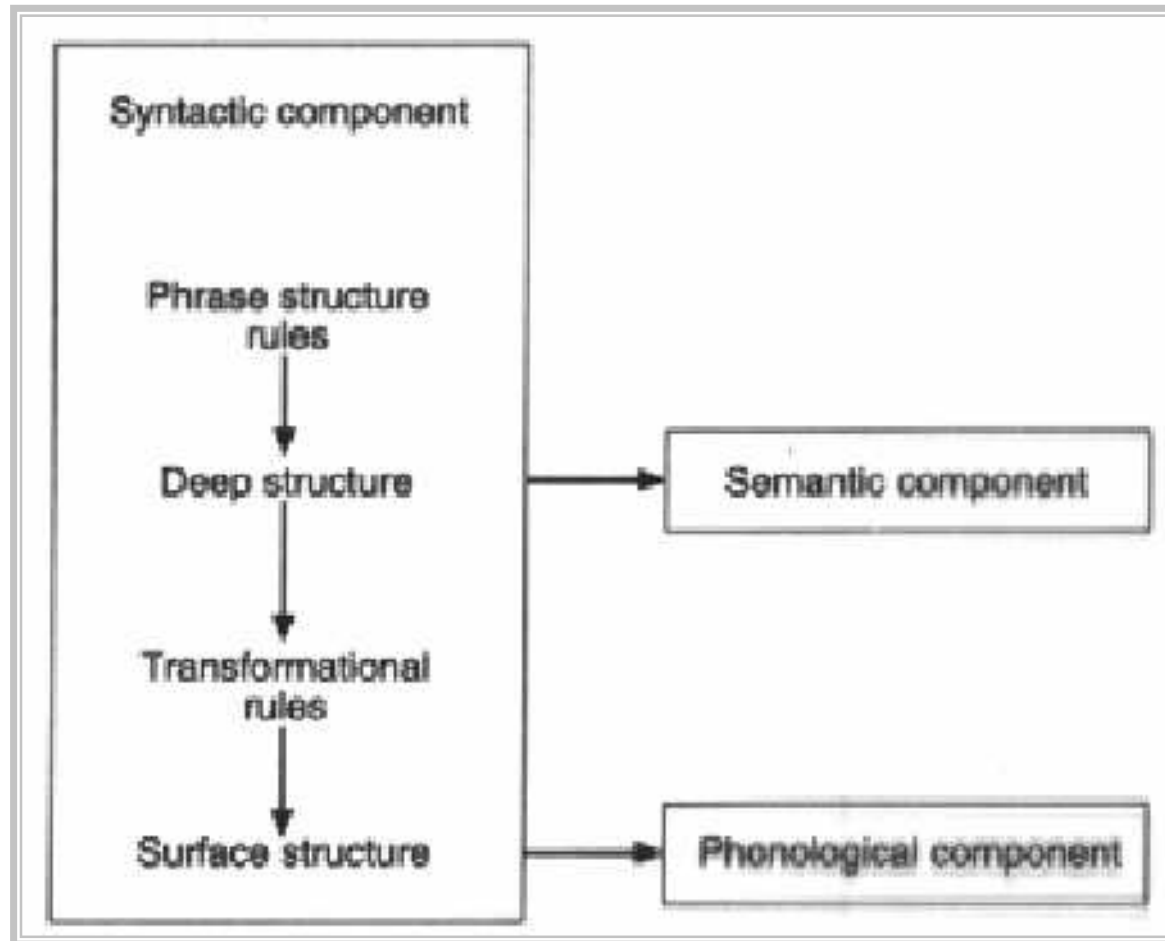 Syntactic component
Phrase structure
rules
Deep structure
Semantic component
Transformational
rules
Surface structure
Phonological component